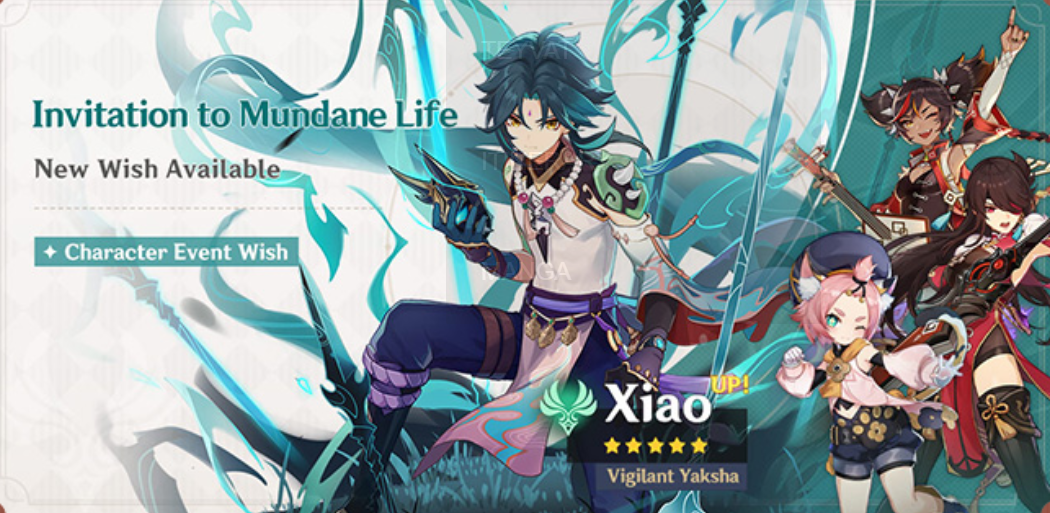 Invitation to Mundane Life
New Wish Available
✦ Character Event Wish
Xiao UP!
★★★★★
Vigilant Yaksha